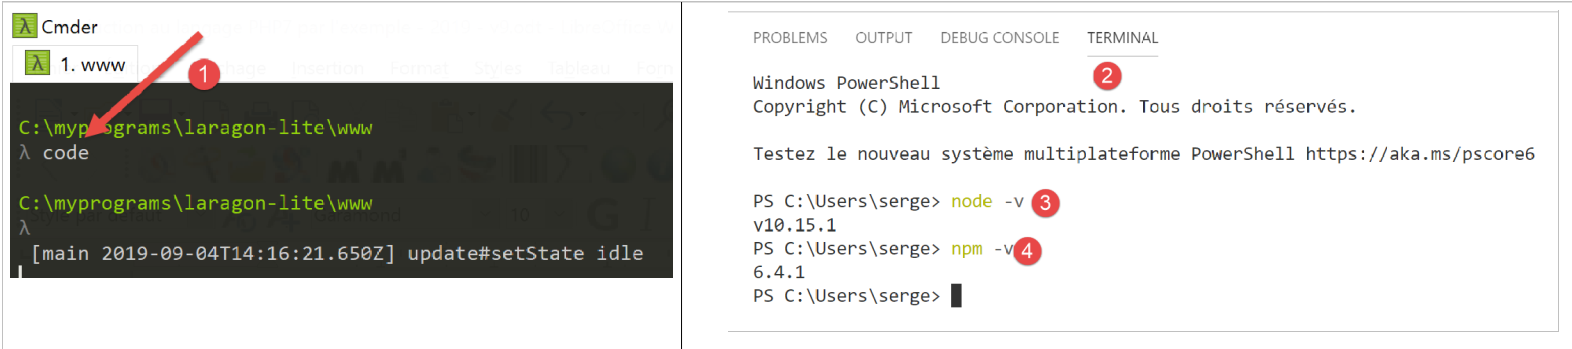 λ Cmder
λ 1. www
1
C:\myprograms\laragon-lite\www
λ code
C:\myprograms\laragon-lite\www
λ
[main 2019-09-04T14:16:21.650Z] update#setState idle
PROBLEMS OUTPUT DEBUG CONSOLE TERMINAL
2
Windows PowerShell
Copyright (C) Microsoft Corporation. Tous droits réservés.
Testez le nouveau système multiplateforme PowerShell https://aka.ms/pscore6
PS C:\Users\serge> node -v 3
v10.15.1
PS C:\Users\serge> npm -v 4
6.4.1
PS C:\Users\serge>